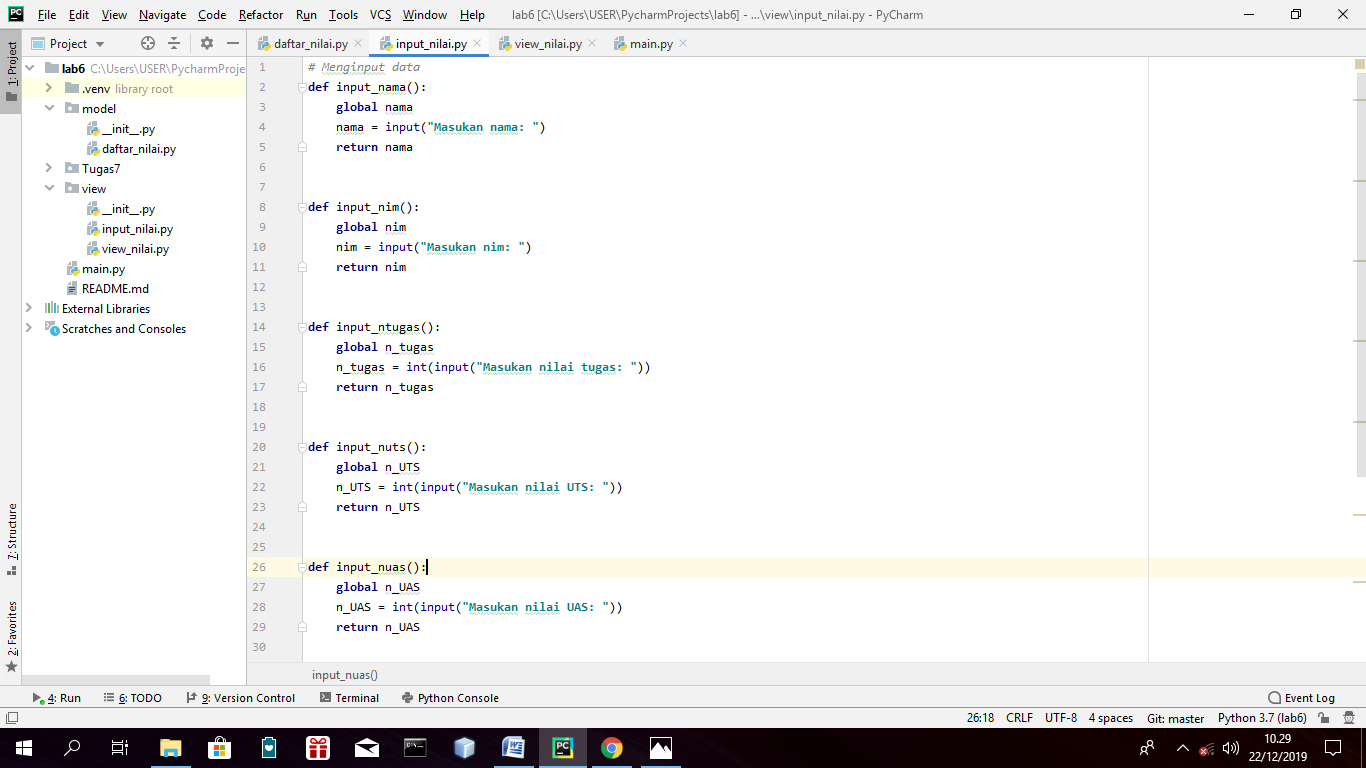 File Edit View Navigate Code Refactor Run Tools VCS Window Help lab6 [C:\Users\USER\PycharmProjects\lab6] - ...\view\input_nilai.py - PyCharm
Project
daftar_nilai.py input_nilai.py view_nilai.py main.py
1: Project
lab6 C:\Users\USER\PycharmProje
.venv library root
model
__init__.py
daftar_nilai.py
Tugas7
view
__init__.py
input_nilai.py
view_nilai.py
main.py
README.md
External Libraries
Scratches and Consoles
7: Structure
2: Favorites
1 # Menginput data
2 def input_nama():
3 global nama
4 nama = input("Masukan nama: ")
5 return nama
6
7
8 def input_nim():
9 global nim
10 nim = input("Masukan nim: ")
11 return nim
12
13
14 def input_ntugas():
15 global n_tugas
16 n_tugas = int(input("Masukan nilai tugas: "))
17 return n_tugas
18
19
20 def input_nuts():
21 global n_UTS
22 n_UTS = int(input("Masukan nilai UTS: "))
23 return n_UTS
24
25
26 def input_nuas():
27 global n_UAS
28 n_UAS = int(input("Masukan nilai UAS: "))
29 return n_UAS
30
input_nuas()
4: Run 6: TODO 9: Version Control Terminal Python Console Event Log
26:18 CRLF UTF-8 4 spaces Git: master Python 3.7 (lab6)
10.29
22/12/2019